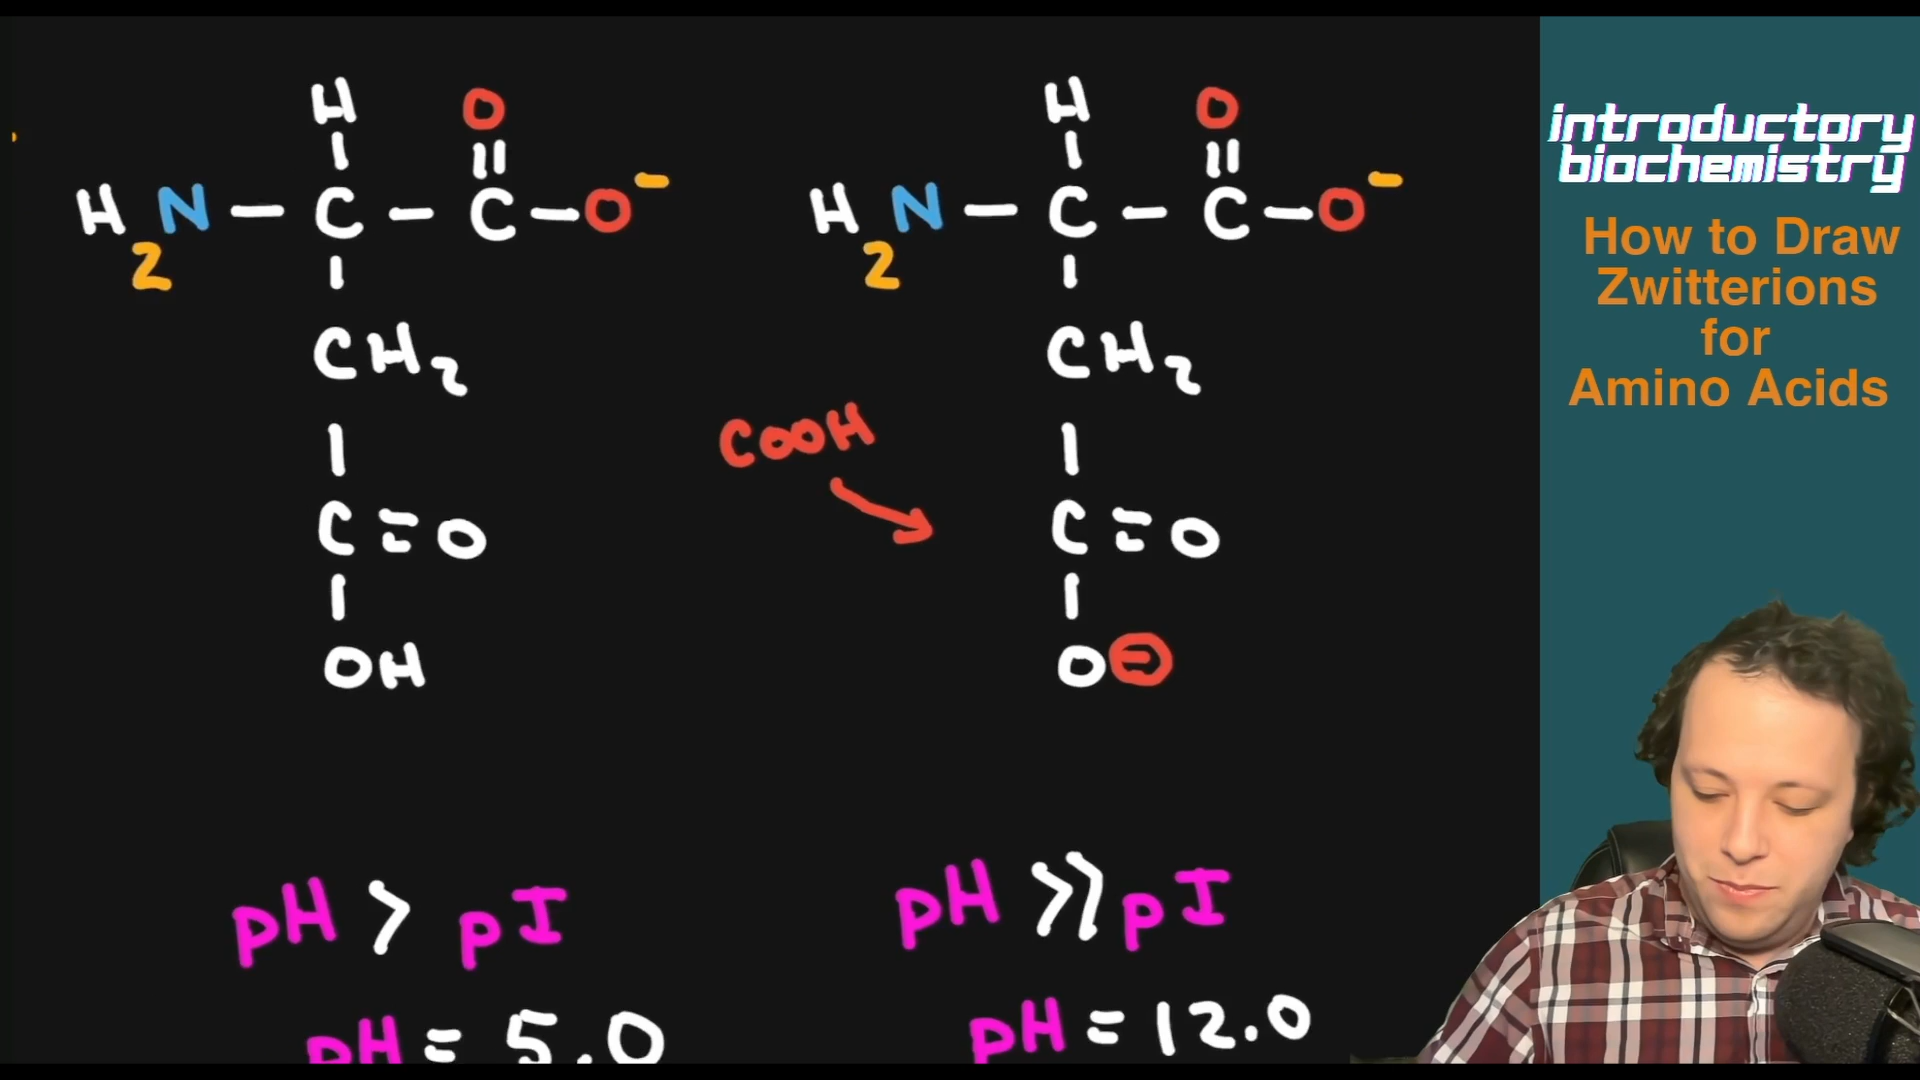 H
O
H₂N – C – C – O⁻
CH₂
C = O
OH
pH > pI
pH = 5.0
H
O
H₂N – C – C – O⁻
CH₂
COOH
C = O
O⊖
pH >> pI
pH = 12.0
introductory
biochemistry
How to Draw
Zwitterions
for
Amino Acids